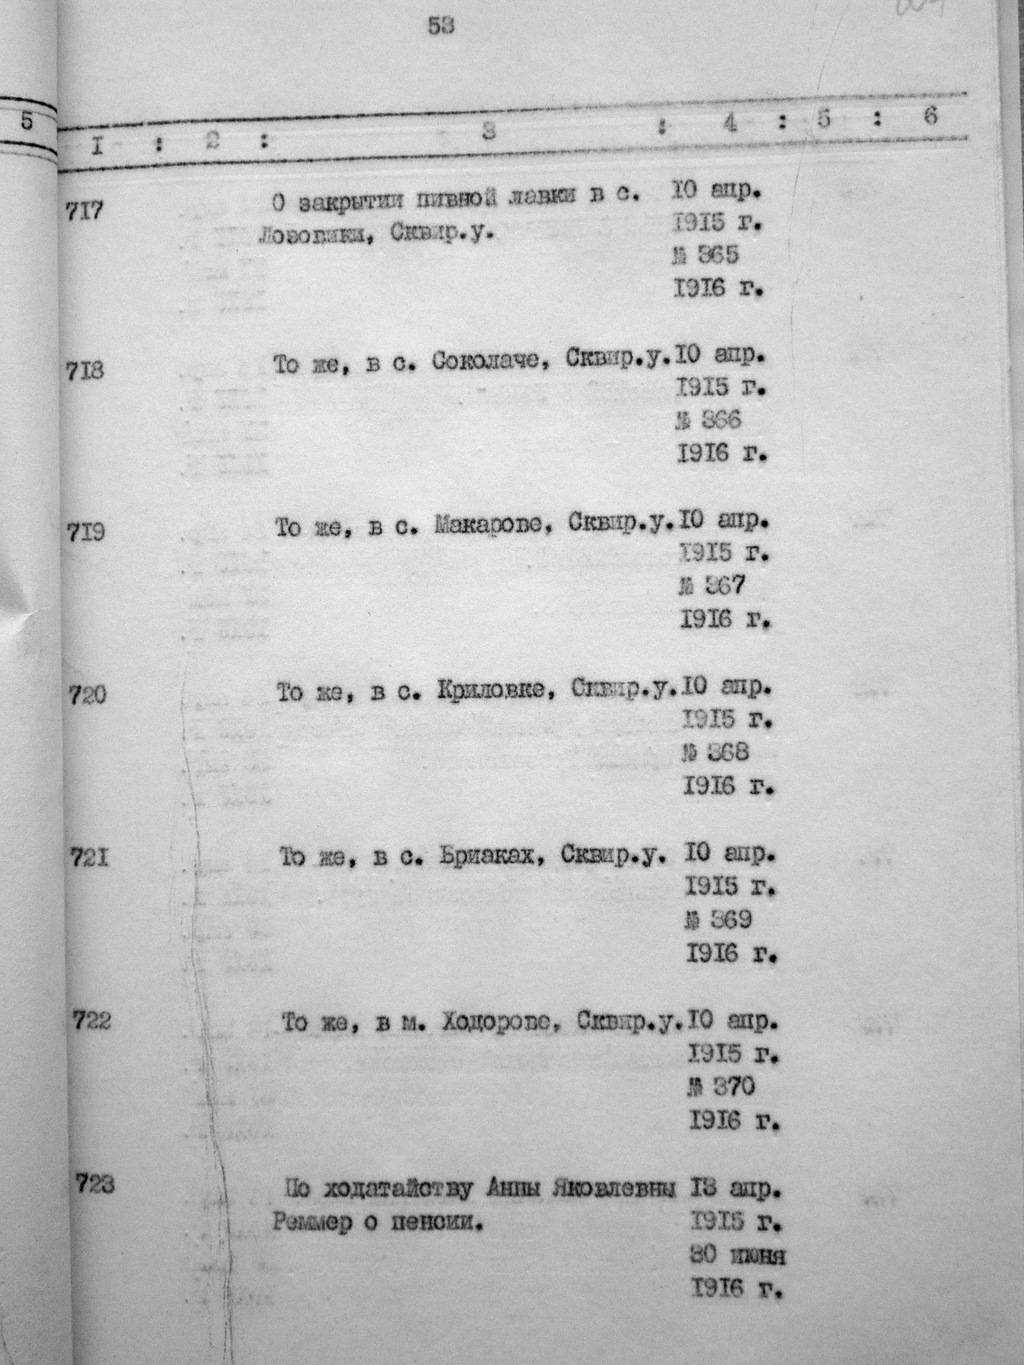 53
5
I : 2 : 3 : 4 : 5 : 6
717 О закрытии пивной лавки в с. 10 апр.
Лозовики, Сквир.у. 1915 г.
№ 365
1916 г.
718 То же, в с. Соколаче, Сквир.у. 10 апр.
1915 г.
№ 366
1916 г.
719 То же, в с. Макарове, Сквир.у. 10 апр.
1915 г.
№ 367
1916 г.
720 То же, в с. Криловке, Сквир.у. 10 апр.
1915 г.
№ 368
1916 г.
721 То же, в с. Бриаках, Сквир.у. 10 апр.
1915 г.
№ 369
1916 г.
722 То же, в м. Ходорове, Сквир.у. 10 апр.
1915 г.
№ 370
1916 г.
723 По ходатайству Анны Яковлевны 13 апр.
Реммер о пенсии. 1915 г.
30 июня
1916 г.